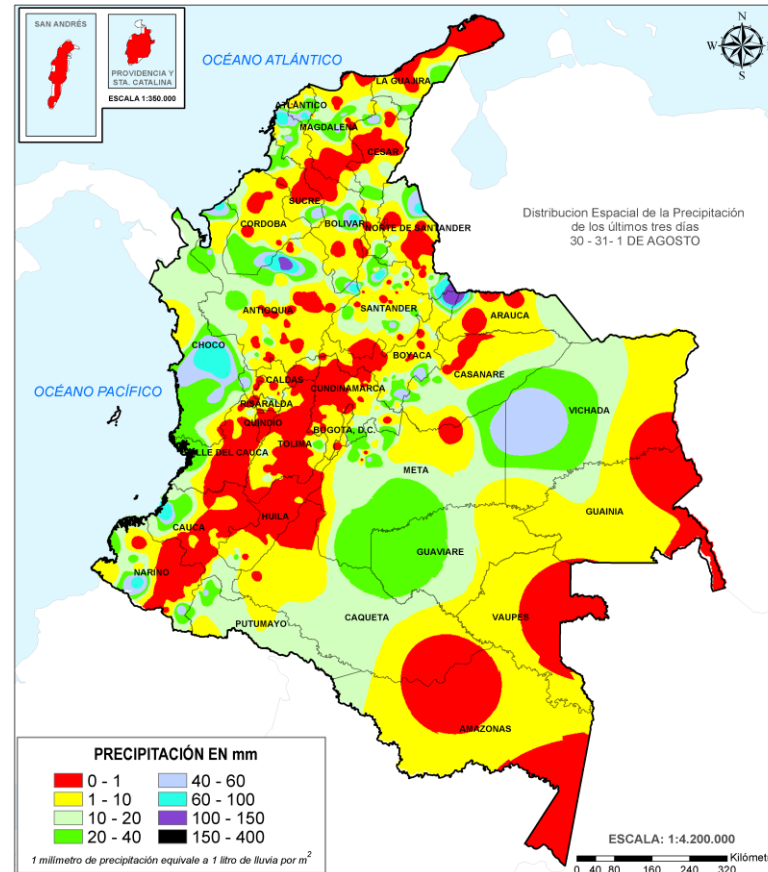 SAN ANDRÉS
PROVIDENCIA Y
STA. CATALINA
ESCALA 1:350.000
OCÉANO ATLÁNTICO
N
W
E
S
LA GUAJIRA
ATLÁNTICO
MAGDALENA
CESAR
SUCRE
CORDOBA
BOLIVAR
NORTE DE SANTANDER
Distribucion Espacial de la Precipitación
de los últimos tres días
30 - 31- 1 DE AGOSTO
ANTIOQUIA
SANTANDER
ARAUCA
CHOCO
BOYACA
CASANARE
CALDAS
CUNDINAMARCA
OCÉANO PACÍFICO
RISARALDA
VICHADA
QUINDIO
BOGOTA, D.C.
TOLIMA
VALLE DEL CAUCA
META
GUAINIA
HUILA
CAUCA
GUAVIARE
NARIÑO
CAQUETA
VAUPES
PUTUMAYO
AMAZONAS
PRECIPITACIÓN EN mm
0 - 1
40 - 60
1 - 10
60 - 100
10 - 20
100 - 150
20 - 40
150 - 400
1 milímetro de precipitación equivale a 1 litro de lluvia por m²
ESCALA: 1:4.200.000
Kilómet
0 40 80 160 240 320